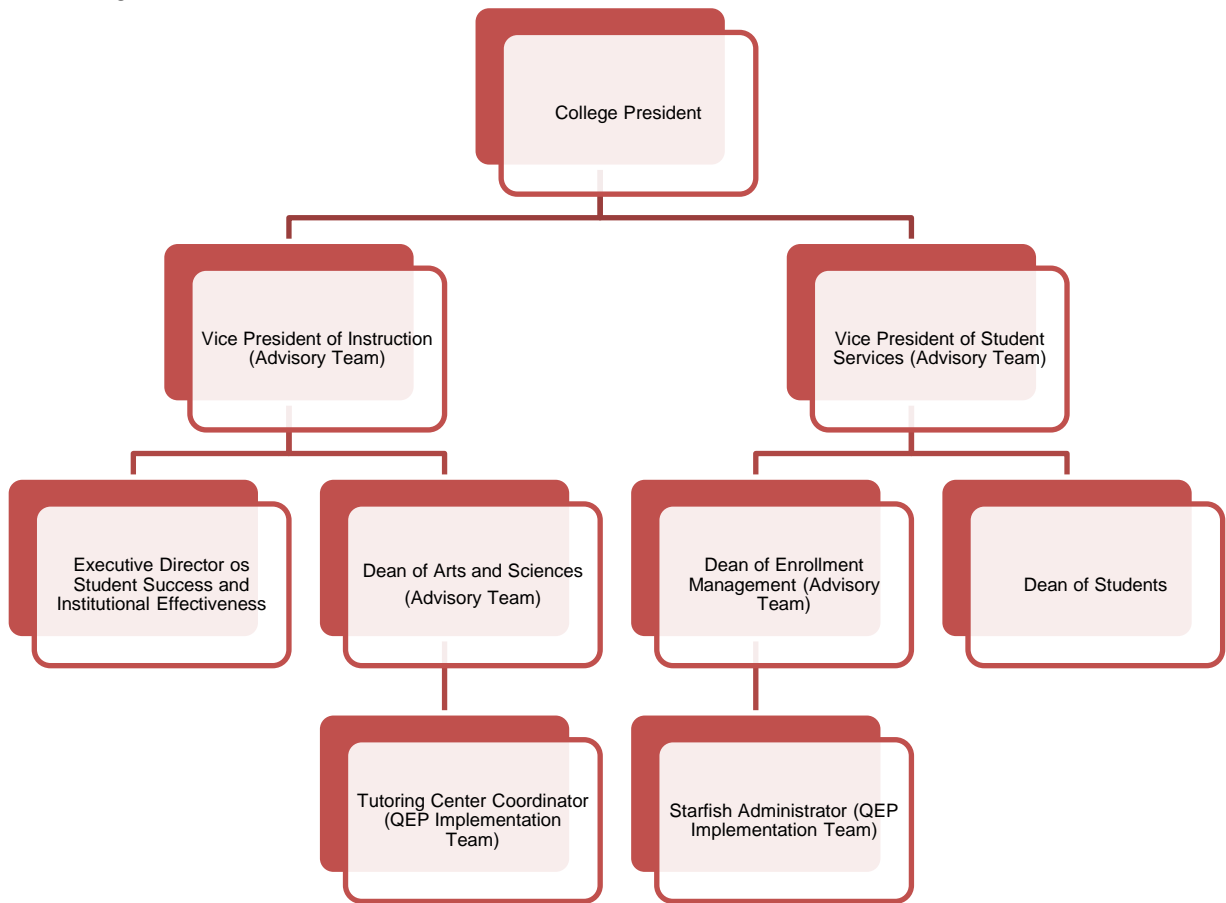 College President
Vice President of Instruction
(Advisory Team)
Vice President of Student
Services (Advisory Team)
Executive Director os
Student Success and
Institutional Effectiveness
Dean of Arts and Sciences
(Advisory Team)
Dean of Enrollment
Management (Advisory
Team)
Dean of Students
Tutoring Center Coordinator
(QEP Implementation
Team)
Starfish Administrator (QEP
Implementation Team)